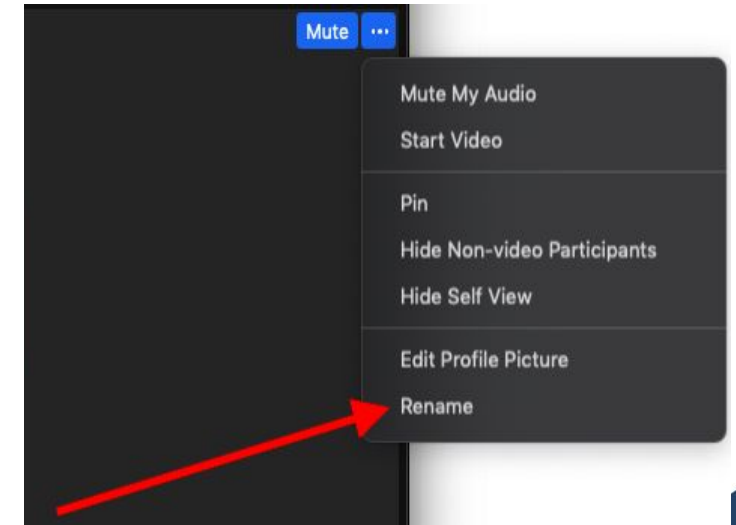 Mute ...
Mute My Audio
Start Video
Pin
Hide Non-video Participants
Hide Self View
Edit Profile Picture
Rename